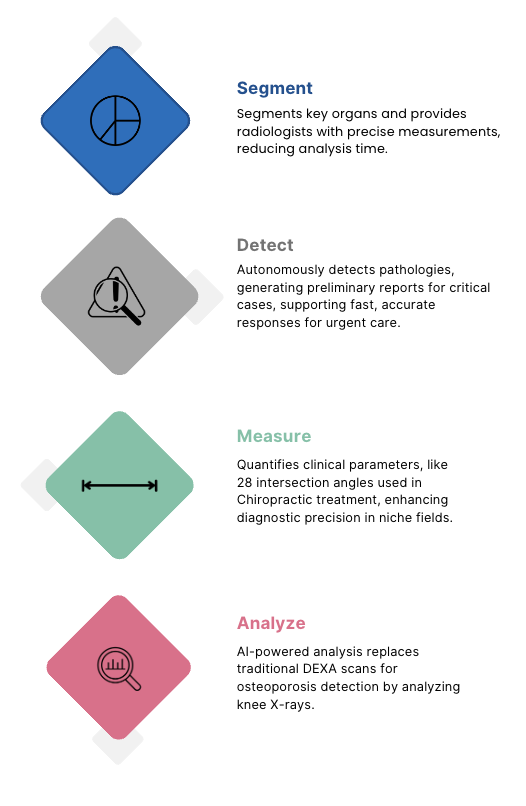 Segment
Segments key organs and provides
radiologists with precise measurements,
reducing analysis time.
Detect
Autonomously detects pathologies,
generating preliminary reports for critical
cases, supporting fast, accurate
responses for urgent care.
Measure
Quantifies clinical parameters, like
28 intersection angles used in
Chiropractic treatment, enhancing
diagnostic precision in niche fields.
Analyze
AI-powered analysis replaces
traditional DEXA scans for
osteoporosis detection by analyzing
knee X-rays.